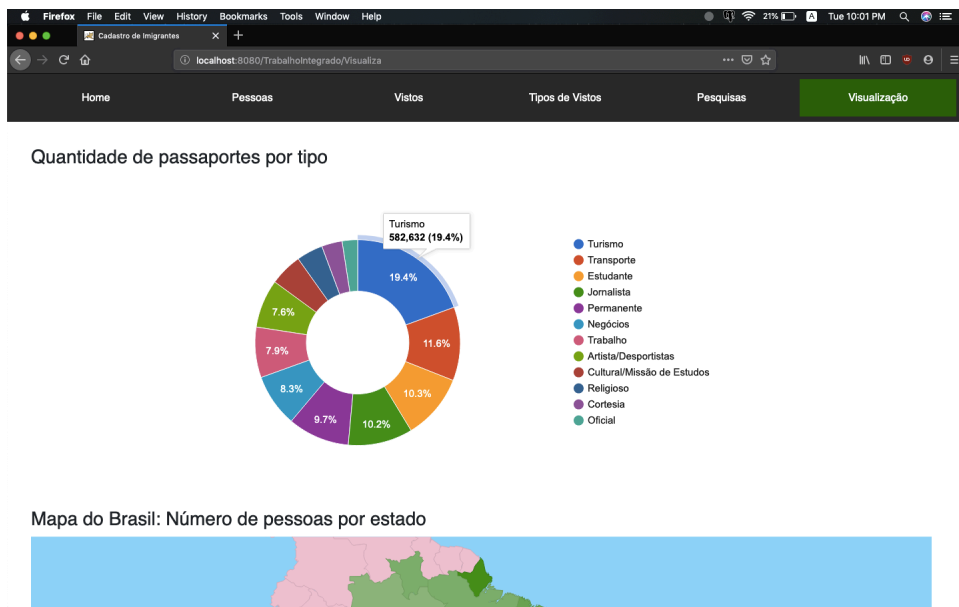 Firefox File Edit View History Bookmarks Tools Window Help 21% A Tue 10:01 PM
Cadastro de Imigrantes
localhost:8080/TrabalhoIntegrado/Visualiza
Home Pessoas Vistos Tipos de Vistos Pesquisas Visualização
Quantidade de passaportes por tipo
Turismo
582,632 (19.4%)
19.4%
11.6%
10.3%
10.2%
9.7%
8.3%
7.9%
7.6%
Turismo
Transporte
Estudante
Jornalista
Permanente
Negócios
Trabalho
Artista/Desportistas
Cultural/Missão de Estudos
Religioso
Cortesia
Oficial
Mapa do Brasil: Número de pessoas por estado